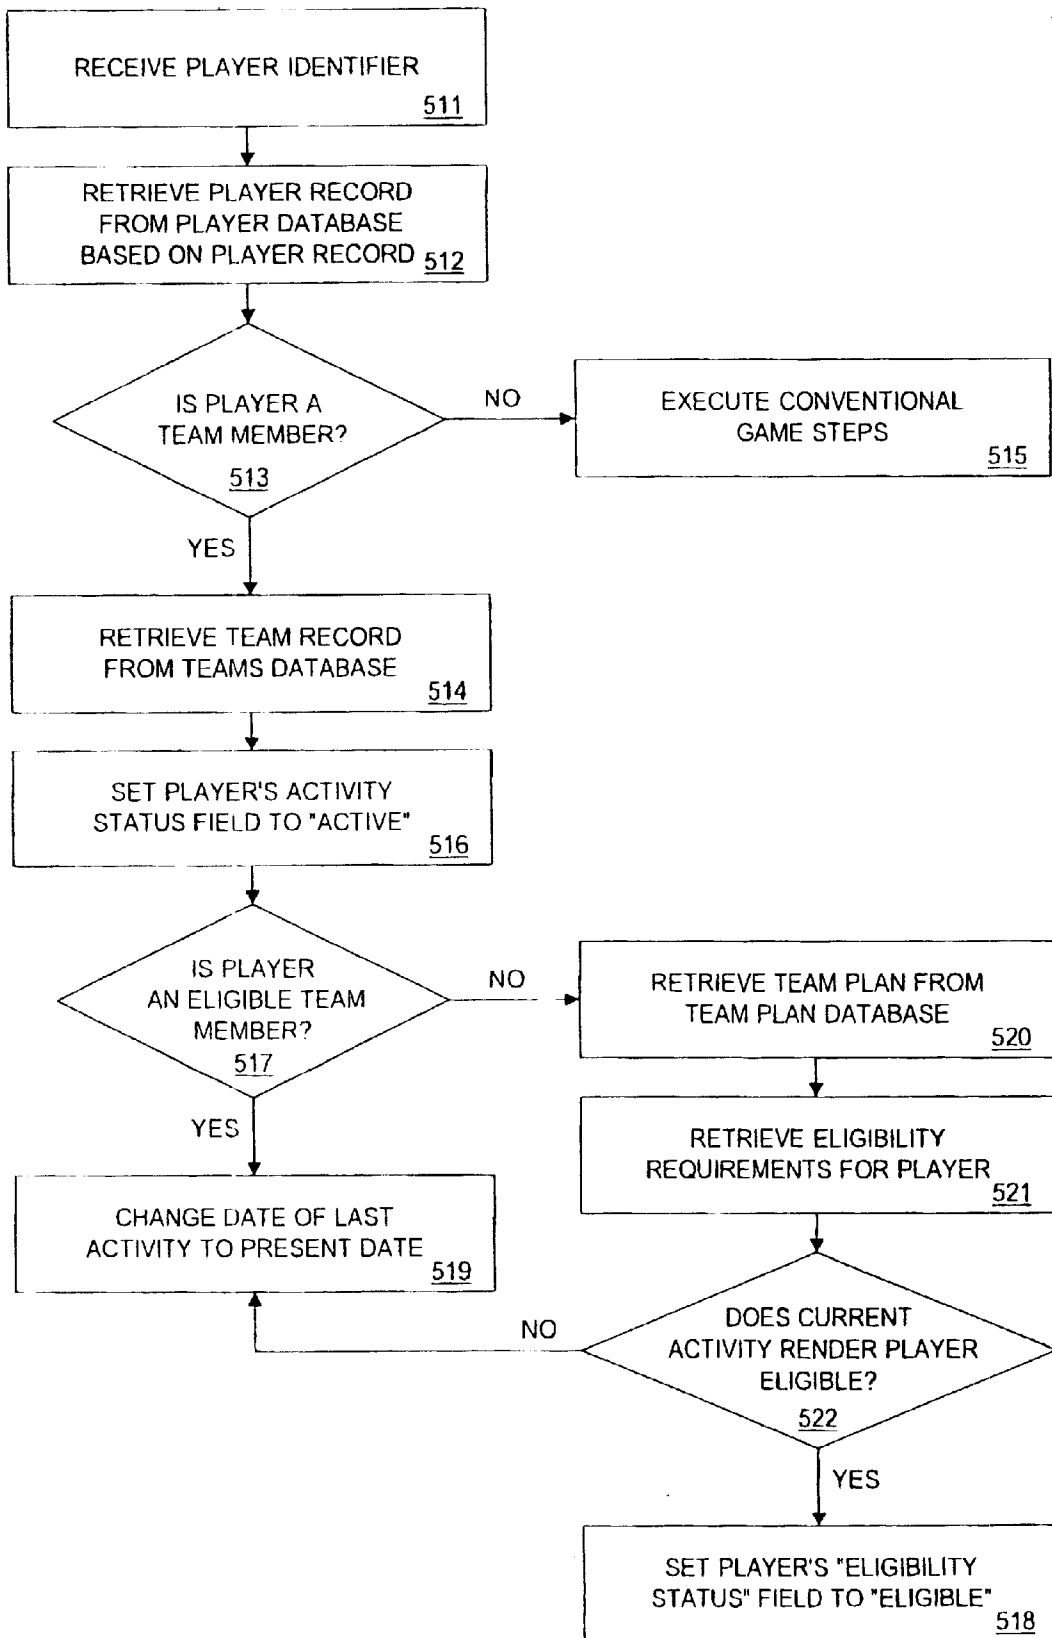 RECEIVE PLAYER IDENTIFIER
511
RETRIEVE PLAYER RECORD
FROM PLAYER DATABASE
BASED ON PLAYER RECORD
512
IS PLAYER A
TEAM MEMBER?
513
NO
EXECUTE CONVENTIONAL
GAME STEPS
515
YES
RETRIEVE TEAM RECORD
FROM TEAMS DATABASE
514
SET PLAYER'S ACTIVITY
STATUS FIELD TO "ACTIVE"
516
IS PLAYER
AN ELIGIBLE TEAM
MEMBER?
517
NO
RETRIEVE TEAM PLAN FROM
TEAM PLAN DATABASE
520
YES
RETRIEVE ELIGIBILITY
REQUIREMENTS FOR PLAYER
521
CHANGE DATE OF LAST
ACTIVITY TO PRESENT DATE
519
NO
DOES CURRENT
ACTIVITY RENDER PLAYER
ELIGIBLE?
522
YES
SET PLAYER'S "ELIGIBILITY
STATUS" FIELD TO "ELIGIBLE"
518